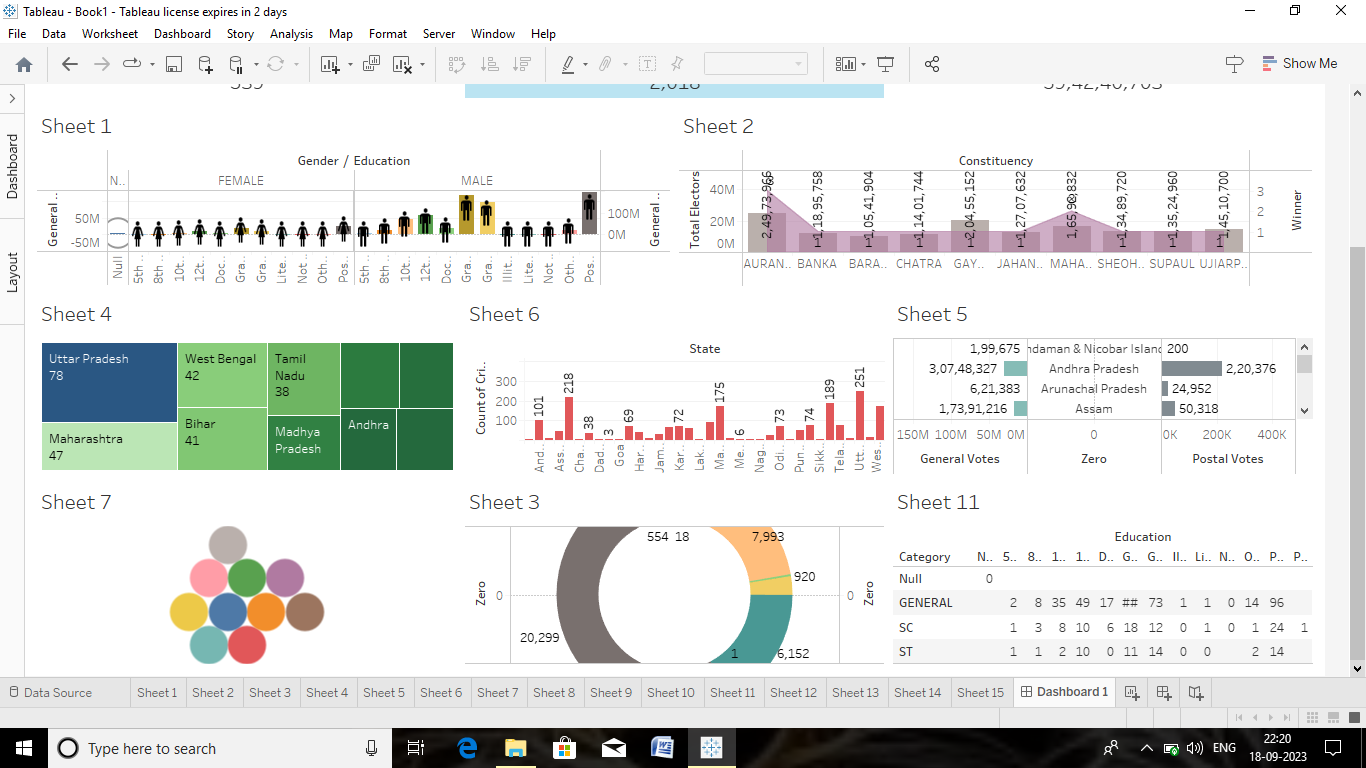 Tableau - Book1 - Tableau license expires in 2 days
File Data Worksheet Dashboard Story Analysis Map Format Server Window Help
Show Me
Dashboard
Layout
Sheet 1
Gender / Education
N.. FEMALE MALE
General ..
50M
-50M
100M
0M
General ..
Null 5th .. 8th .. 10t.. 12t.. Doc.. Gra.. Gra.. Lite.. Not .. Oth.. Pos.. 5th .. 8th .. 10t.. 12t.. Doc.. Gra.. Gra.. Illit.. Lite.. Not.. Oth.. Pos..
Sheet 2
Constituency
Total Electors
40M
20M
0M
1,18,95,758 1,05,41,904 1,14,01,744 1,27,07,632 1,34,89,720 1,35,24,960 1,45,10,700
1 1 1 1 1 1 1
3
2
1
Winner
AURAN.. BANKA BARA.. CHATRA GAY.. JAHAN.. MAHA.. SHEOH.. SUPAUL UJIARP..
Sheet 4
Uttar Pradesh
78
Maharashtra
47
West Bengal
42
Bihar
41
Tamil
Nadu
38
Madhya
Pradesh
Andhra
Sheet 6
State
Count of Cri..
300
200
100
101 218 38 3 69 72 175 6 73 74 189 251
And.. Ass.. Cha.. Dad.. Goa Har.. Jam.. Kar.. Lak.. Ma.. Me.. Nag.. Odi.. Pun.. Sikk.. Tela.. Utt.. Wes..
Sheet 5
1,99,675 ndaman & Nicobar Island 200
3,07,48,327 Andhra Pradesh 2,20,376
6,21,383 Arunachal Pradesh 24,952
1,73,91,216 Assam 50,318
150M 100M 50M 0M 0 0K 200K 400K
General Votes Zero Postal Votes
Sheet 7
Sheet 3
Zero
0
554 18 7,993
920
20,299
1 6,152
0
Zero
Sheet 11
Education
Category N.. 5.. 8.. 1.. 1.. D.. G.. G.. Il.. Li.. N.. O.. P.. P..
Null 0
GENERAL 2 8 35 49 17 ## 73 1 1 0 14 96
SC 1 3 8 10 6 18 12 0 1 0 1 24 1
ST 1 1 2 10 0 11 14 0 0 2 14
Data Source Sheet 1 Sheet 2 Sheet 3 Sheet 4 Sheet 5 Sheet 6 Sheet 7 Sheet 8 Sheet 9 Sheet 10 Sheet 11 Sheet 12 Sheet 13 Sheet 14 Sheet 15 Dashboard 1
Type here to search
ENG
22:20
18-09-2023